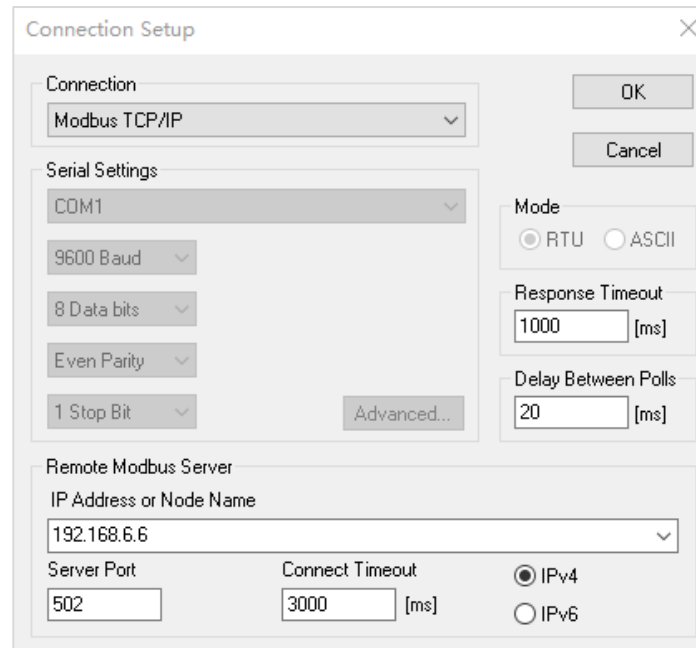 Connection Setup
Connection
OK
Modbus TCP/IP
Cancel
Serial Settings
COM1
Mode
RTU ASCII
9600 Baud
8 Data bits
Response Timeout
1000 [ms]
Even Parity
Delay Between Polls
1 Stop Bit
Advanced...
20 [ms]
Remote Modbus Server
IP Address or Node Name
192.168.6.6
Server Port Connect Timeout
IPv4
502 3000 [ms]
IPv6